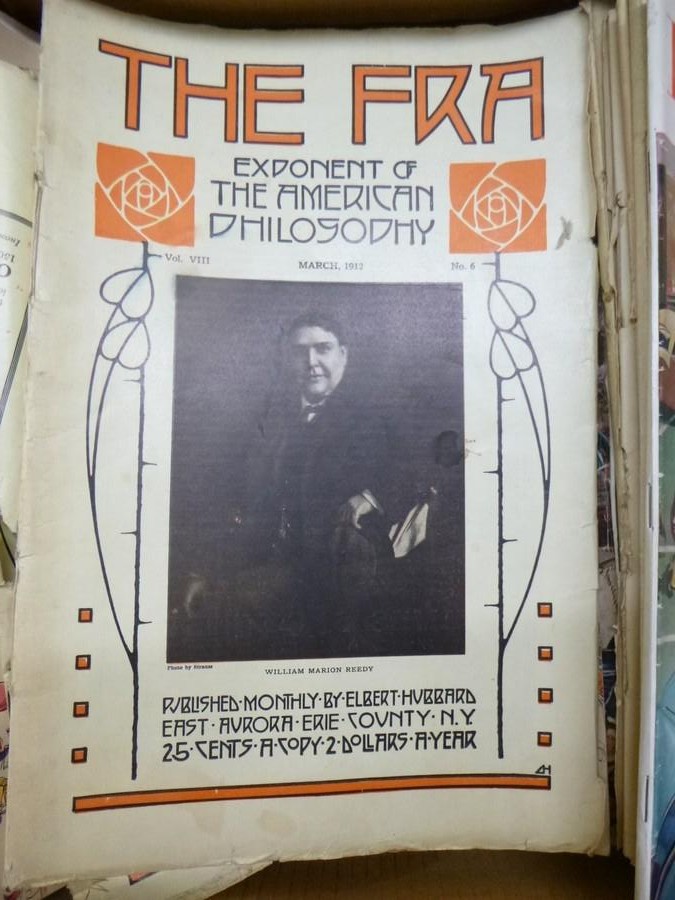 THE FRA
EXPONENT OF
THE AMERICAN
PHILOSOPHY
Vol. VIII MARCH, 1912 No. 6
Photo by Strauss
WILLIAM MARION REEDY
PUBLISHED·MONTHLY·BY·ELBERT·HUBBARD
EAST·AURORA·ERIE·COUNTY·N.Y.
25·CENTS·A·COPY·2·DOLLARS·A·YEAR